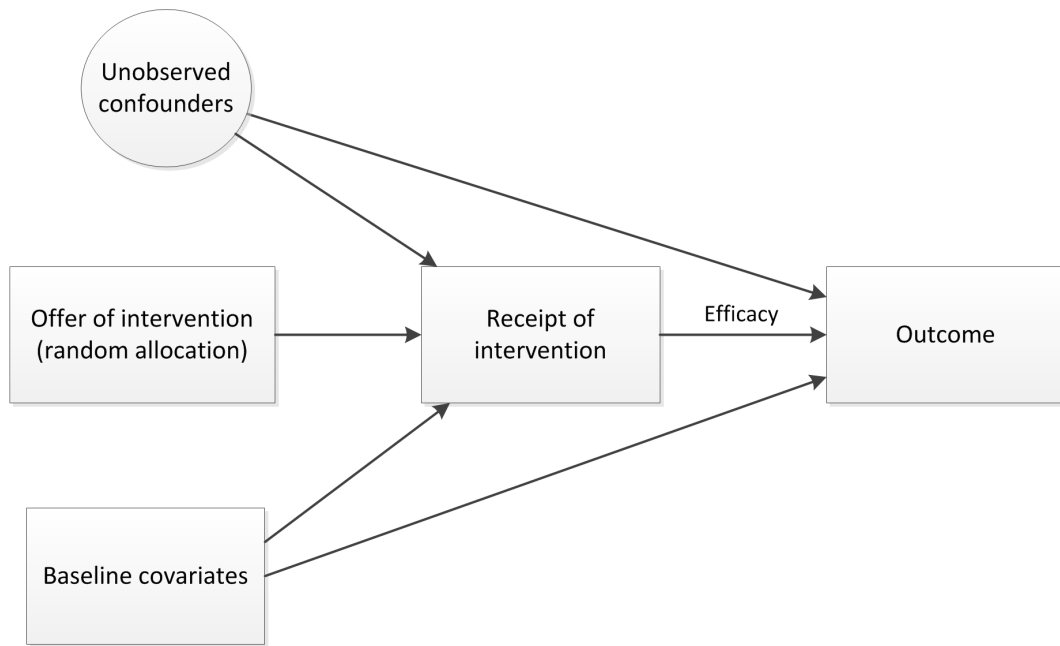 Unobserved
confounders
Offer of intervention
(random allocation)
Receipt of
intervention
Efficacy
Outcome
Baseline covariates